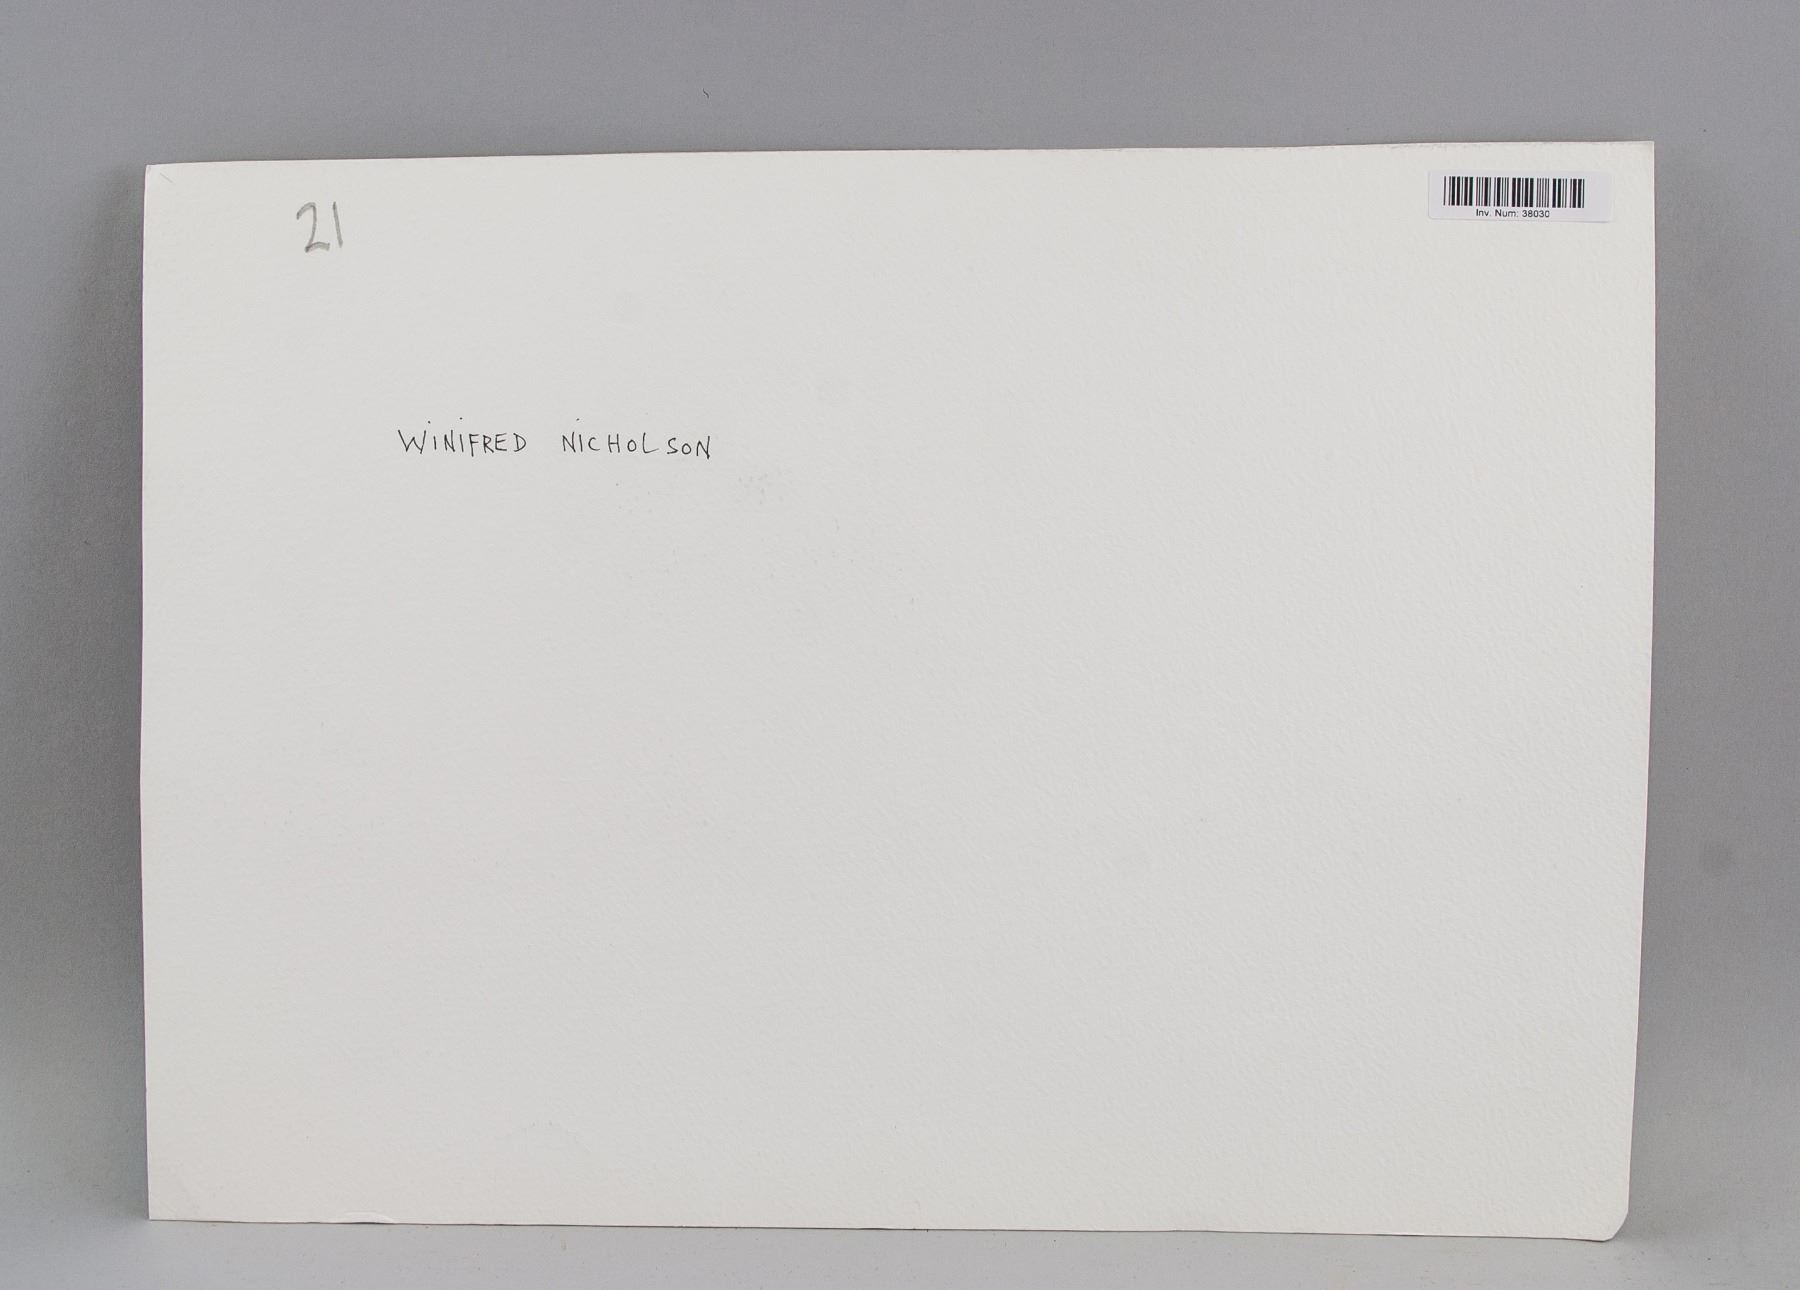 21
Inv. Num: 38030
WINIFRED NICHOLSON